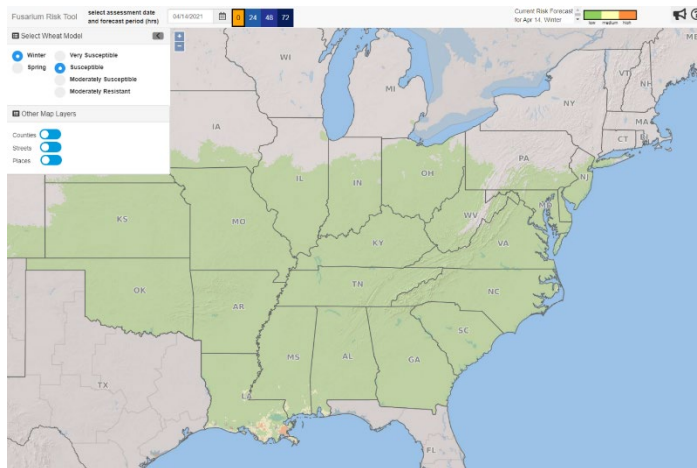 Fusarium Risk Tool
select assessment date
and forecast period (hrs)
04/14/2021
0 24 48 72
Current Risk Forecast
for Apr 14, Winter
low medium high
Select Wheat Model
Winter
Spring
Very Susceptible
Susceptible
Moderately Susceptible
Moderately Resistant
Other Map Layers
Counties
Streets
Places
WI
MI
NY
VT
NH
MA
CT
RI
IA
IL
IN
OH
PA
NJ
MD
WV
VA
KS
MO
KY
OK
AR
TN
NC
SC
MS
AL
GA
TX
LA
FL